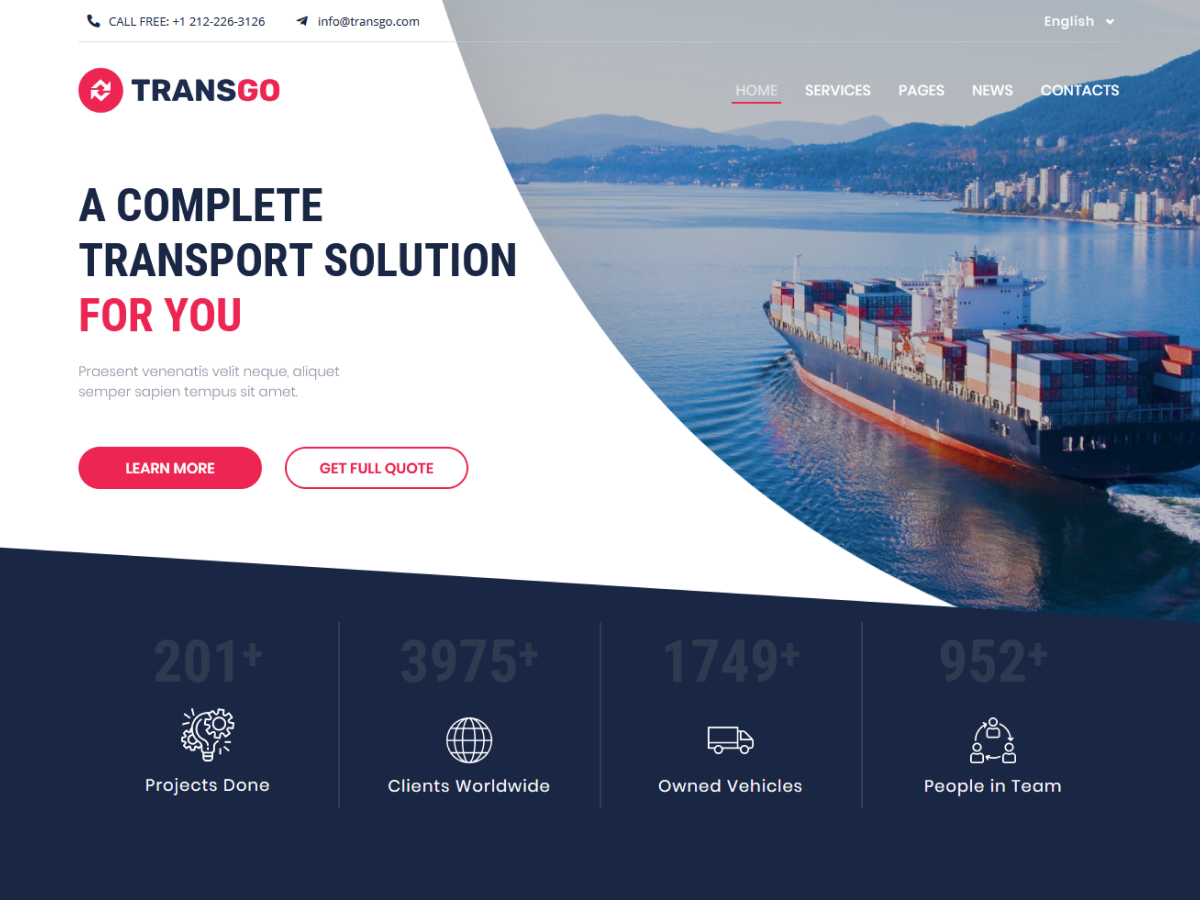 CALL FREE: +1 212-226-3126
info@transgo.com
English
TRANSGO
HOME
SERVICES
PAGES
NEWS
CONTACTS
A COMPLETE
TRANSPORT SOLUTION
FOR YOU
Praesent venenatis velit neque, aliquet
semper sapien tempus sit amet.
LEARN MORE
GET FULL QUOTE
201+
Projects Done
3975+
Clients Worldwide
1749+
Owned Vehicles
952+
People in Team